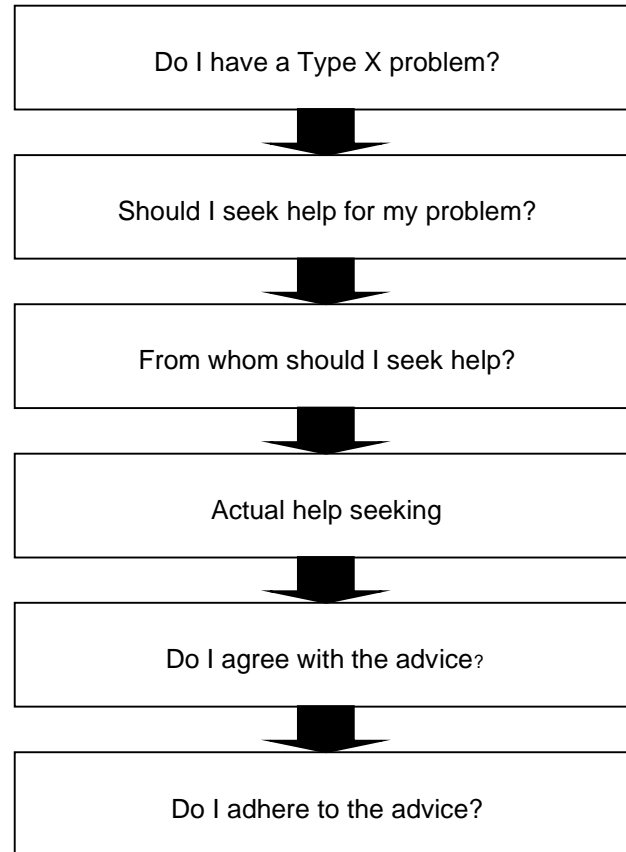 Do I have a Type X problem?
Should I seek help for my problem?
From whom should I seek help?
Actual help seeking
Do I agree with the advice?
Do I adhere to the advice?